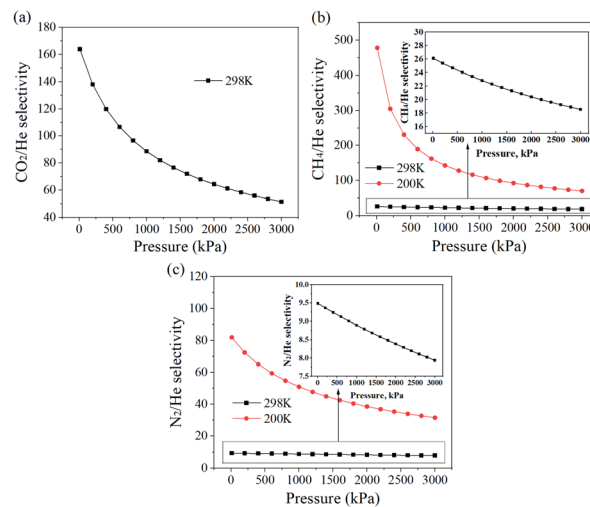 (a)
CO₂/He selectivity
160
140
120
100
80
60
40
298K
0 500 1000 1500 2000 2500 3000
Pressure (kPa)
(b)
CH₄/He selectivity
500
400
300
200
100
0
298K
200K
0 500 1000 1500 2000 2500 3000
Pressure (kPa)
CH₄/He selectivity
28
26
24
22
20
18
16
0 500 1000 1500 2000 2500 3000
Pressure, kPa
(c)
N₂/He selectivity
120
100
80
60
40
20
0
298K
200K
0 500 1000 1500 2000 2500 3000
Pressure (kPa)
N₂/He selectivity
10.0
9.5
9.0
8.5
8.0
7.5
0 500 1000 1500 2000 2500 3000
Pressure, kPa